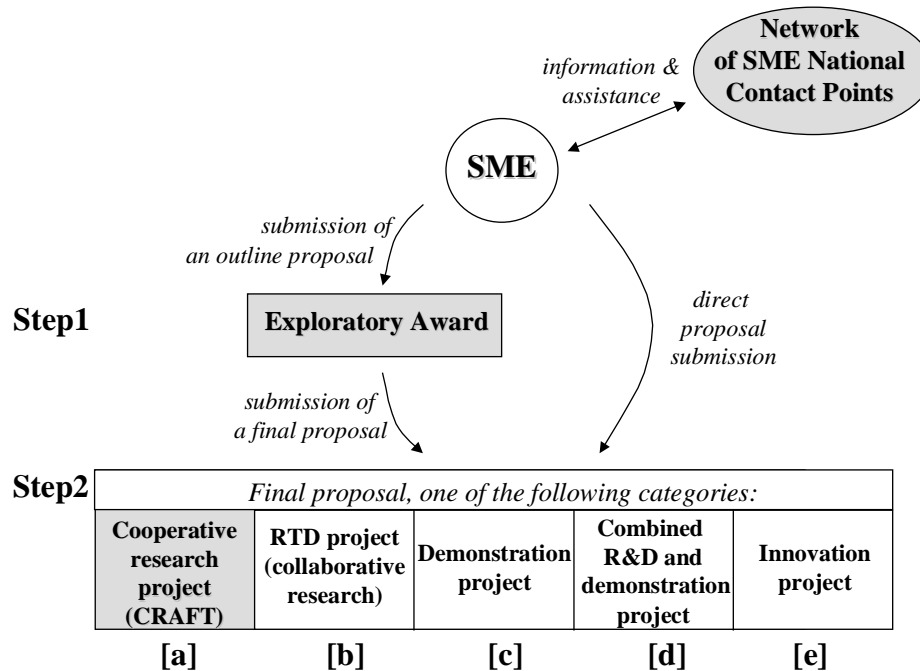 Network
of SME National
Contact Points
information &
assistance
SME
submission of
an outline proposal
Step1
Exploratory Award
direct
proposal
submission
submission of
a final proposal
Step2
Final proposal, one of the following categories:
Cooperative
research
project
(CRAFT)
RTD project
(collaborative
research)
Demonstration
project
Combined
R&D and
demonstration
project
Innovation
project
[a]
[b]
[c]
[d]
[e]